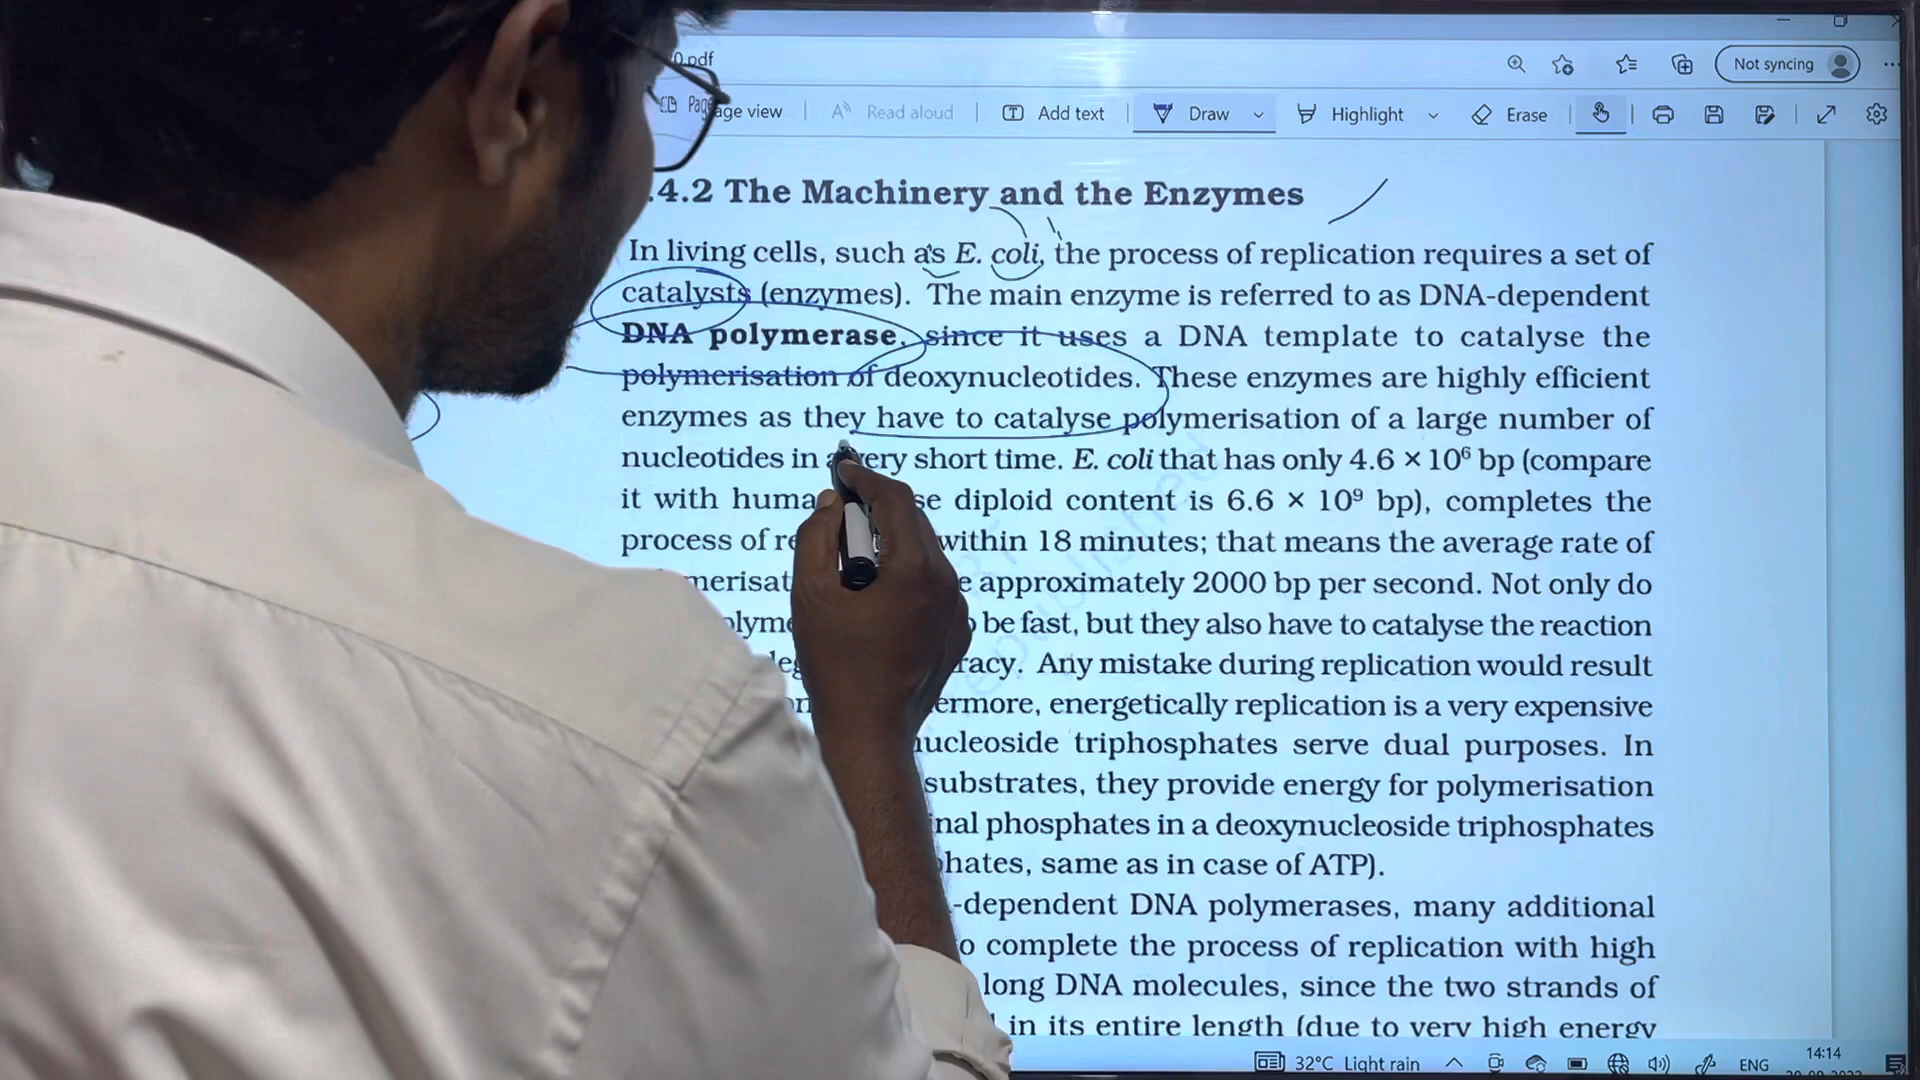 0.pdf
Not syncing
Page view
Read aloud
Add text
Draw
Highlight
Erase
.4.2 The Machinery and the Enzymes
In living cells, such as E. coli, the process of replication requires a set of
catalysts (enzymes). The main enzyme is referred to as DNA-dependent
DNA polymerase, since it uses a DNA template to catalyse the
polymerisation of deoxynucleotides. These enzymes are highly efficient
enzymes as they have to catalyse polymerisation of a large number of
nucleotides in a very short time. E. coli that has only 4.6 × 10⁶ bp (compare
it with huma se diploid content is 6.6 × 10⁹ bp), completes the
process of re within 18 minutes; that means the average rate of
merisat e approximately 2000 bp per second. Not only do
lyme be fast, but they also have to catalyse the reaction
racy. Any mistake during replication would result
ermore, energetically replication is a very expensive
nucleoside triphosphates serve dual purposes. In
substrates, they provide energy for polymerisation
inal phosphates in a deoxynucleoside triphosphates
hates, same as in case of ATP).
-dependent DNA polymerases, many additional
o complete the process of replication with high
long DNA molecules, since the two strands of
in its entire length (due to very high energy
32°C Light rain
ENG
14:14